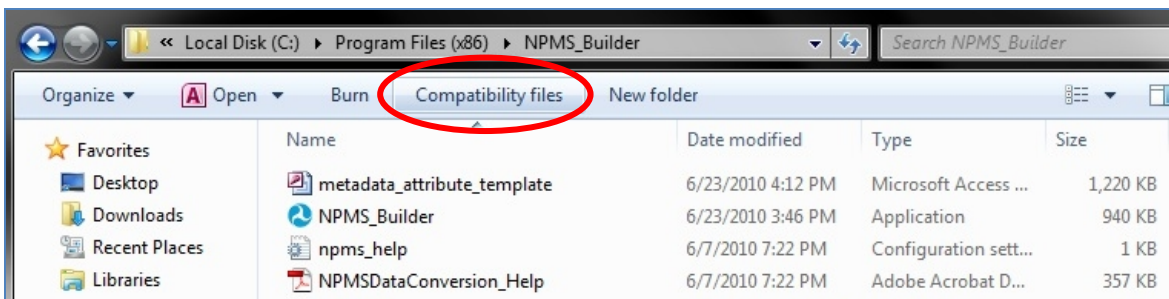 « Local Disk (C:) ▸ Program Files (x86) ▸ NPMS_Builder Search NPMS_Builder
Organize Open Burn Compatibility files New folder
Favorites
Desktop
Downloads
Recent Places
Libraries
Name Date modified Type Size
metadata_attribute_template 6/23/2010 4:12 PM Microsoft Access ... 1,220 KB
NPMS_Builder 6/23/2010 3:46 PM Application 940 KB
npms_help 6/7/2010 7:22 PM Configuration sett... 1 KB
NPMSDataConversion_Help 6/7/2010 7:22 PM Adobe Acrobat D... 357 KB